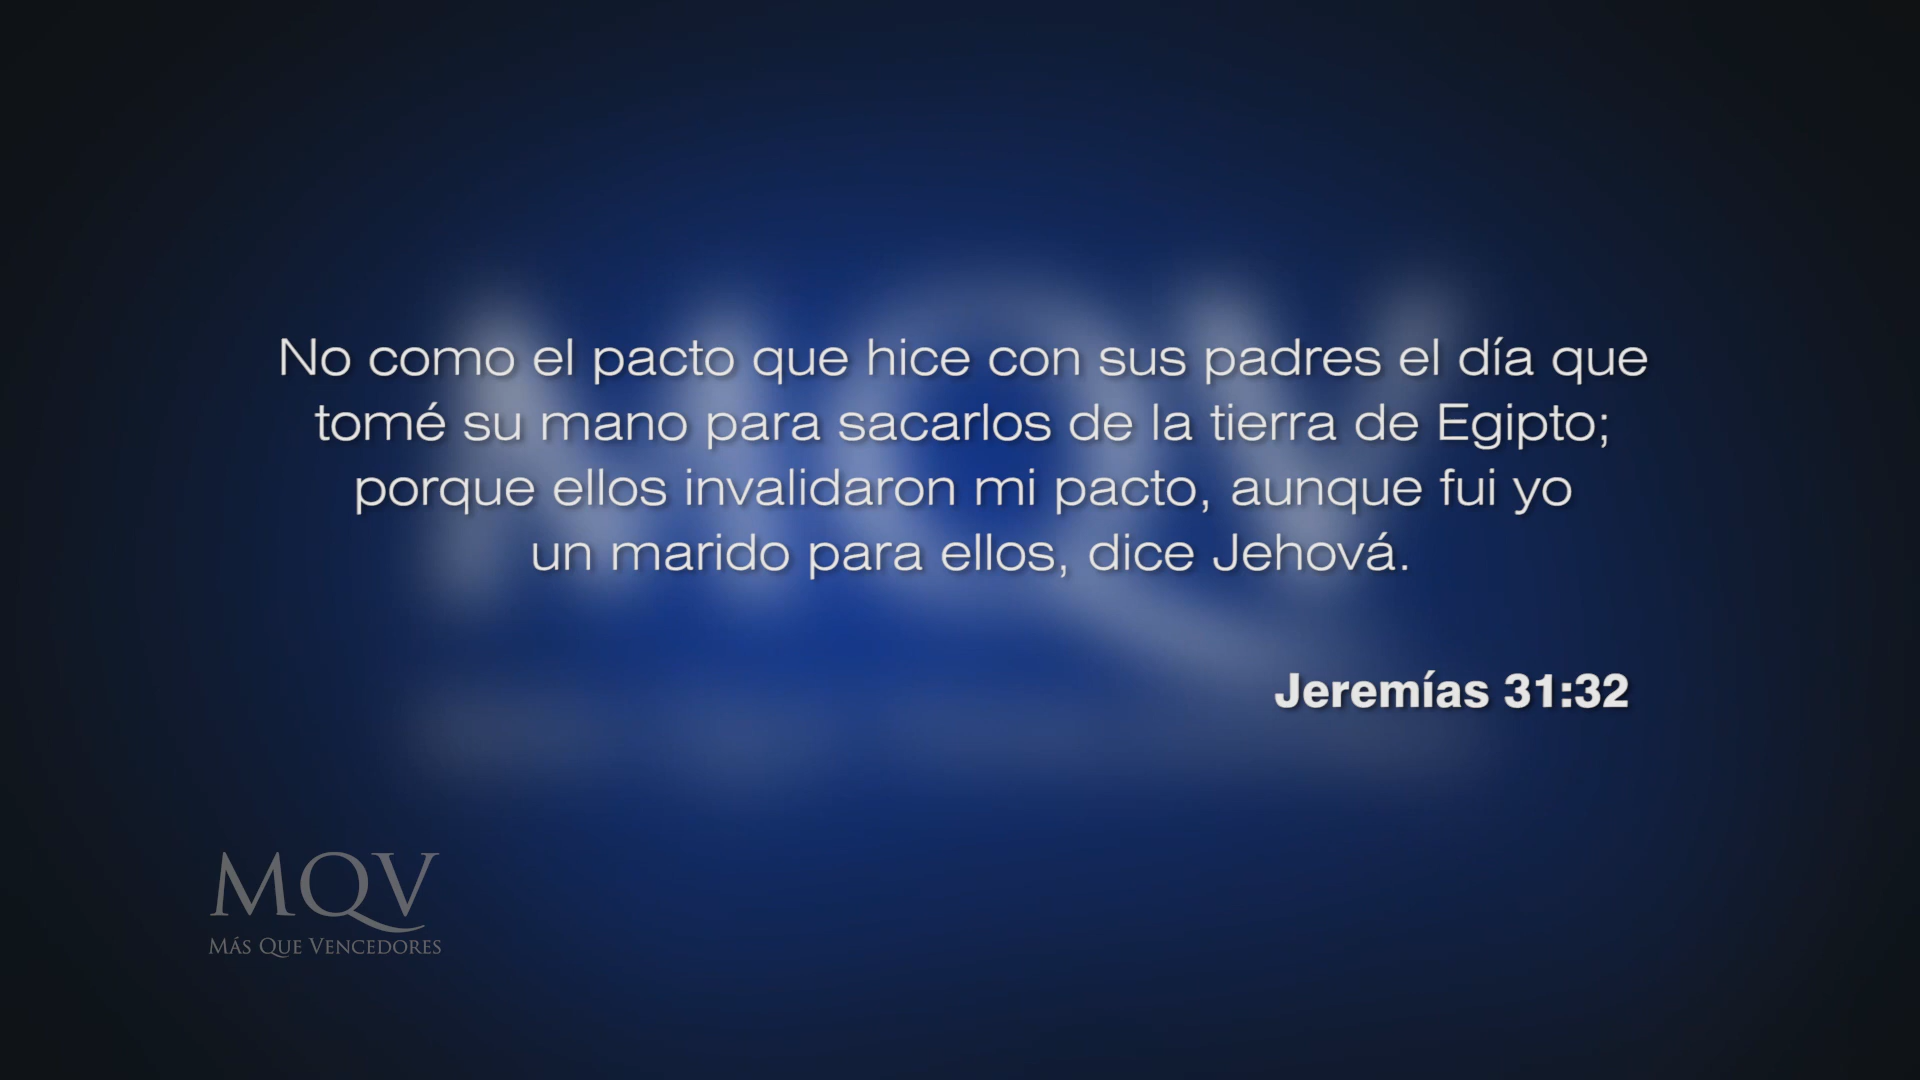 No como el pacto que hice con sus padres el día que
tomé su mano para sacarlos de la tierra de Egipto;
porque ellos invalidaron mi pacto, aunque fui yo
un marido para ellos, dice Jehová.
Jeremías 31:32
MQV
MÁS QUE VENCEDORES